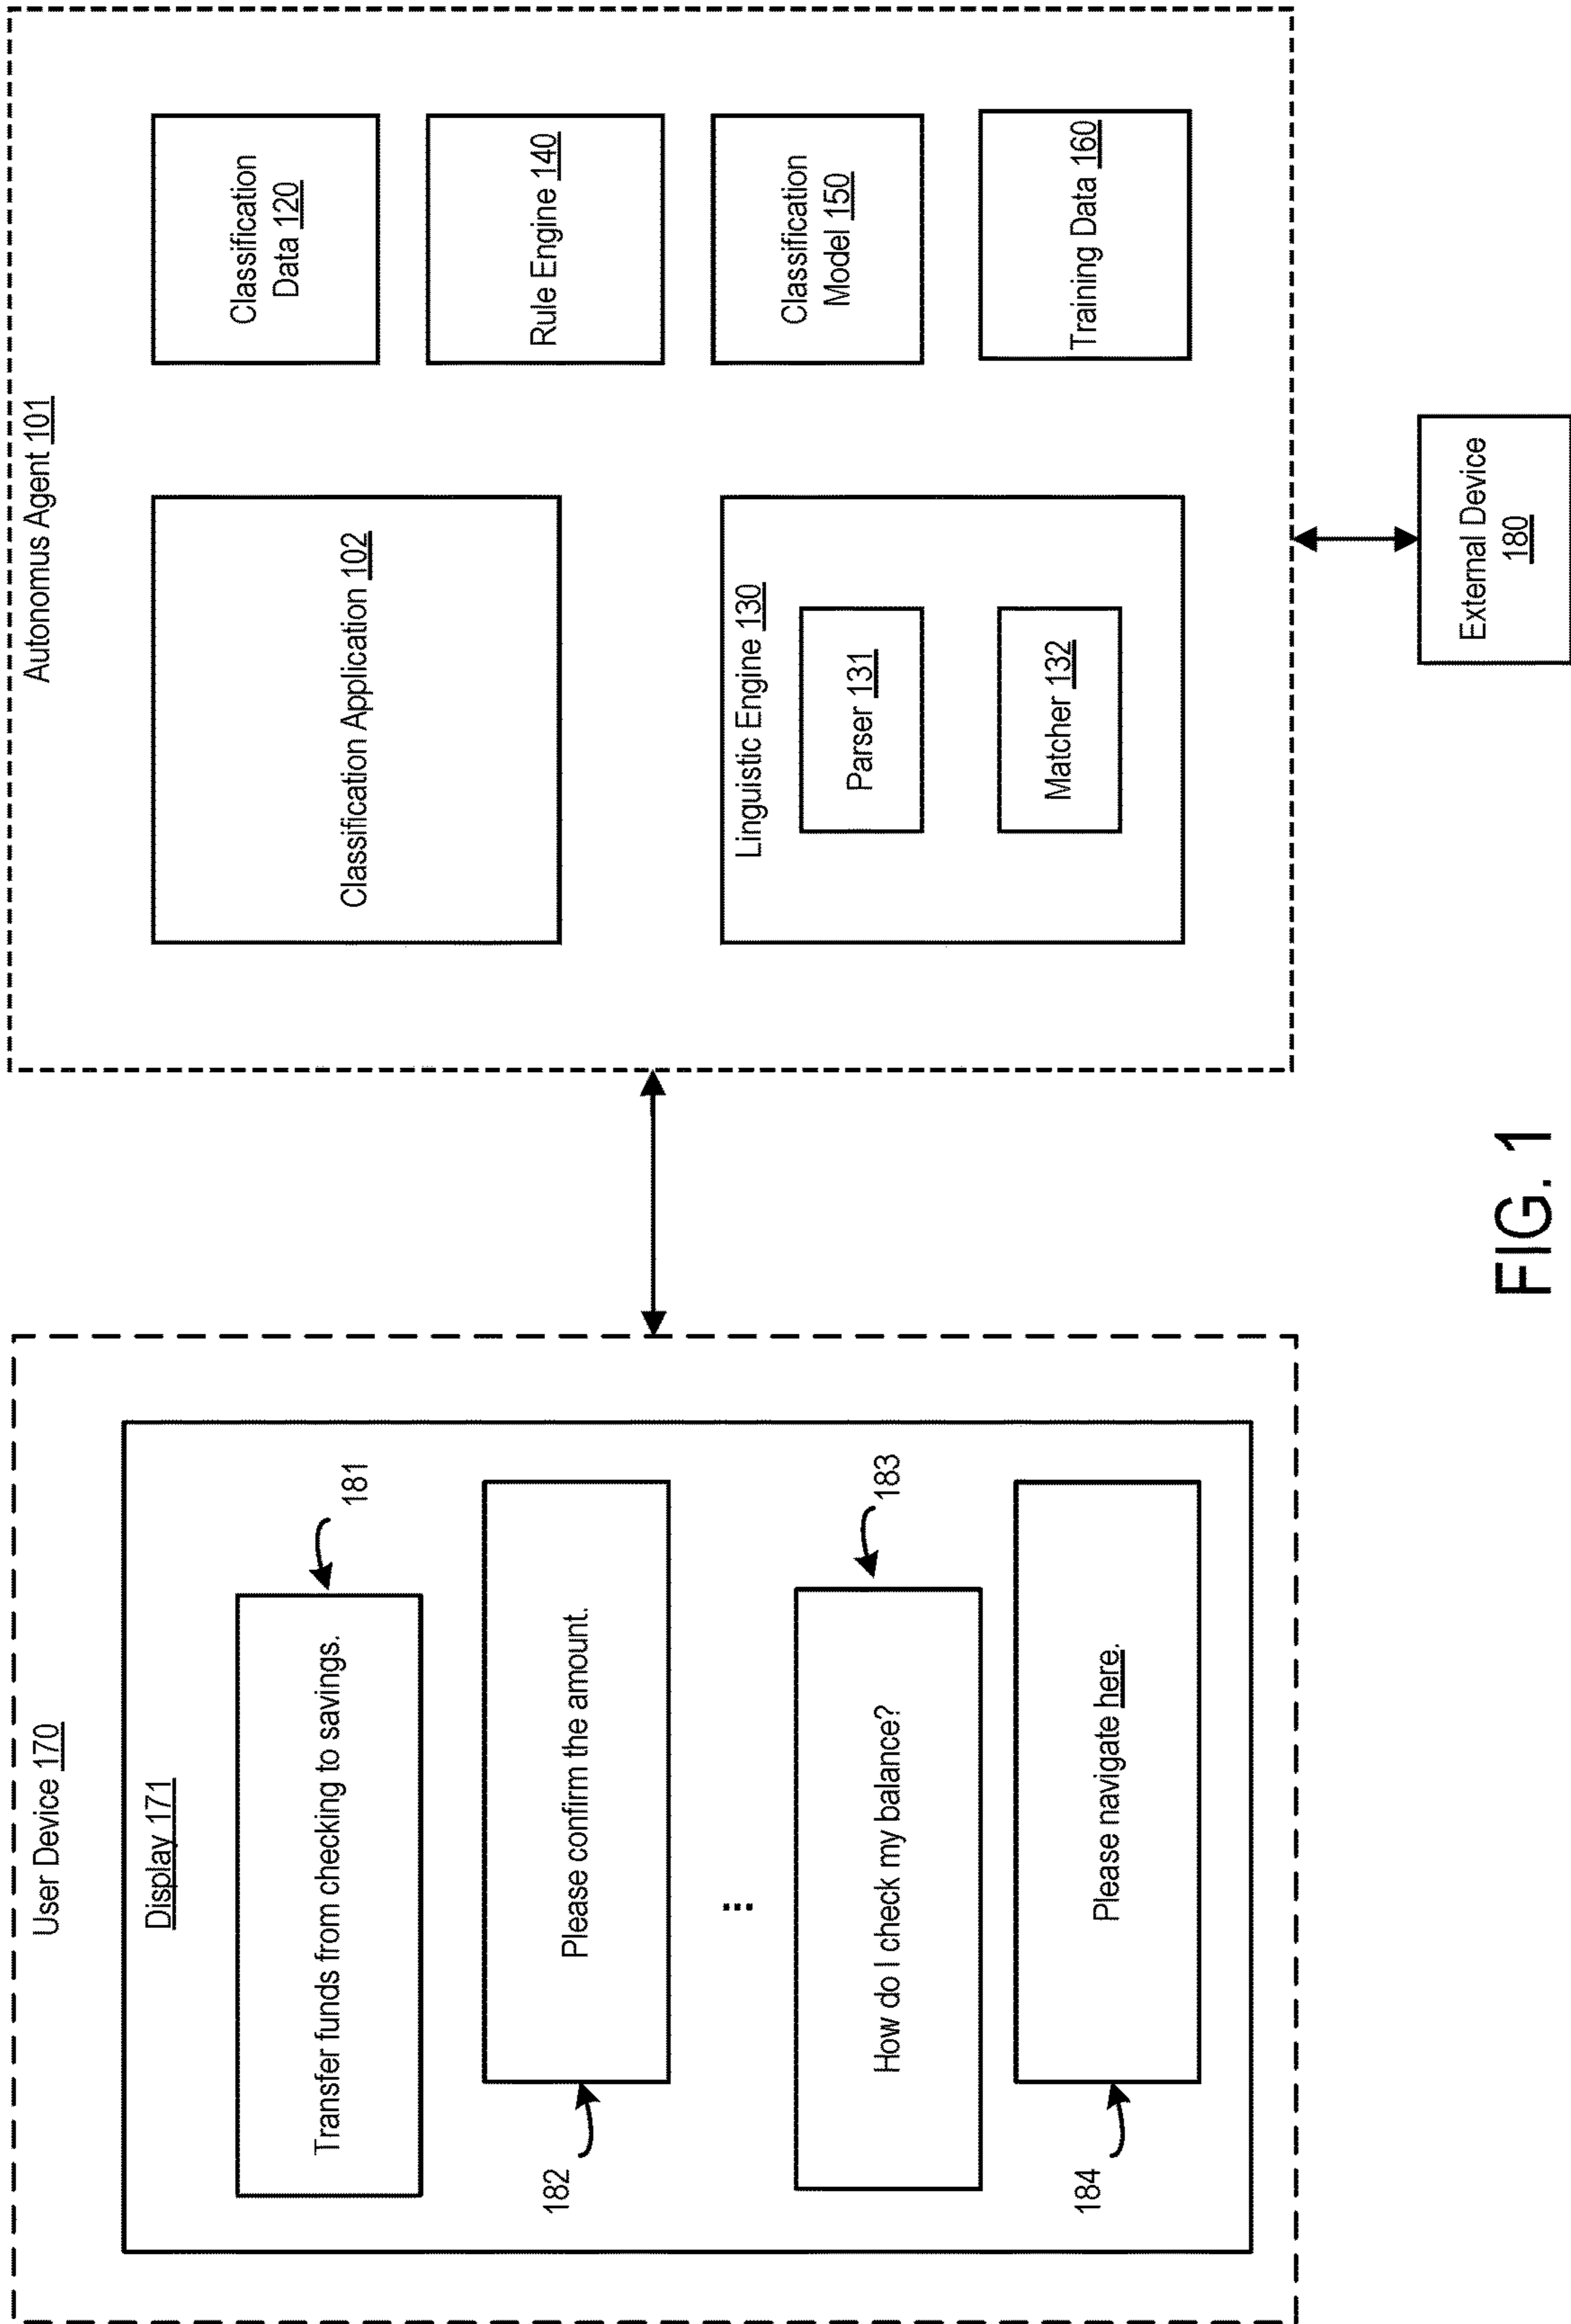 User Device 170
Display 171
Transfer funds from checking to savings.
181
Please confirm the amount.
182
...
How do I check my balance?
183
Please navigate here.
184
Autonomus Agent 101
Classification Application 102
Linguistic Engine 130
Parser 131
Matcher 132
Classification
Data 120
Rule Engine 140
Classification
Model 150
Training Data 160
External Device
180
FIG. 1